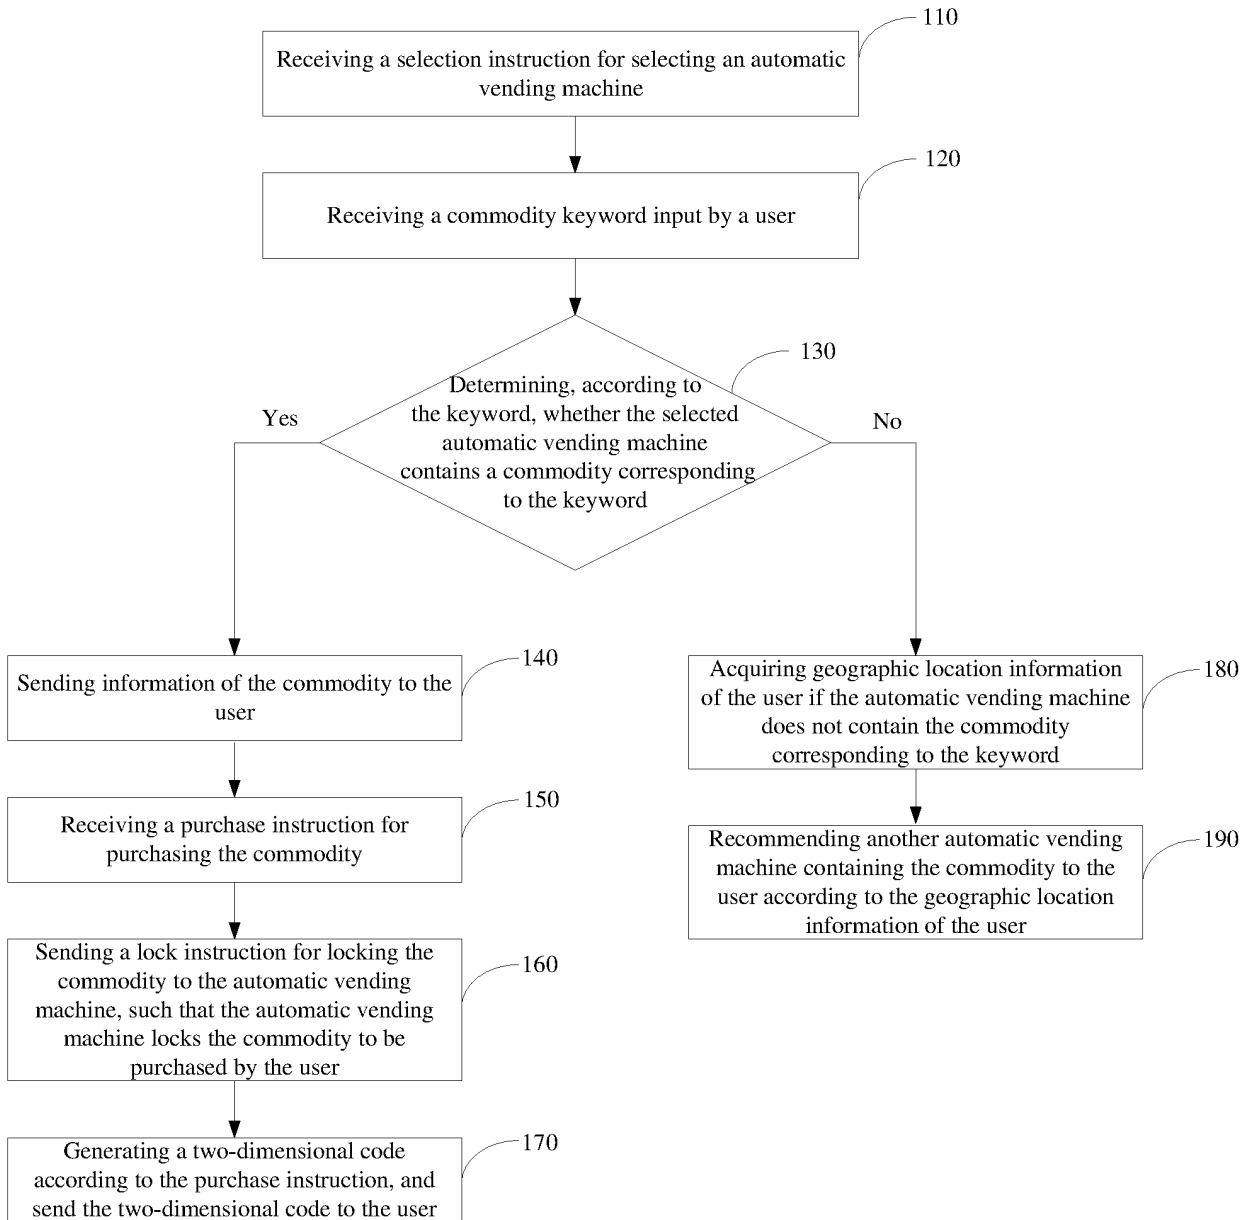 110
Receiving a selection instruction for selecting an automatic
vending machine
120
Receiving a commodity keyword input by a user
130
Determining, according to
the keyword, whether the selected
automatic vending machine
contains a commodity corresponding
to the keyword
Yes
No
140
Sending information of the commodity to the
user
150
Receiving a purchase instruction for
purchasing the commodity
160
Sending a lock instruction for locking the
commodity to the automatic vending
machine, such that the automatic vending
machine locks the commodity to be
purchased by the user
170
Generating a two-dimensional code
according to the purchase instruction, and
send the two-dimensional code to the user
180
Acquiring geographic location information
of the user if the automatic vending machine
does not contain the commodity
corresponding to the keyword
190
Recommending another automatic vending
machine containing the commodity to the
user according to the geographic location
information of the user